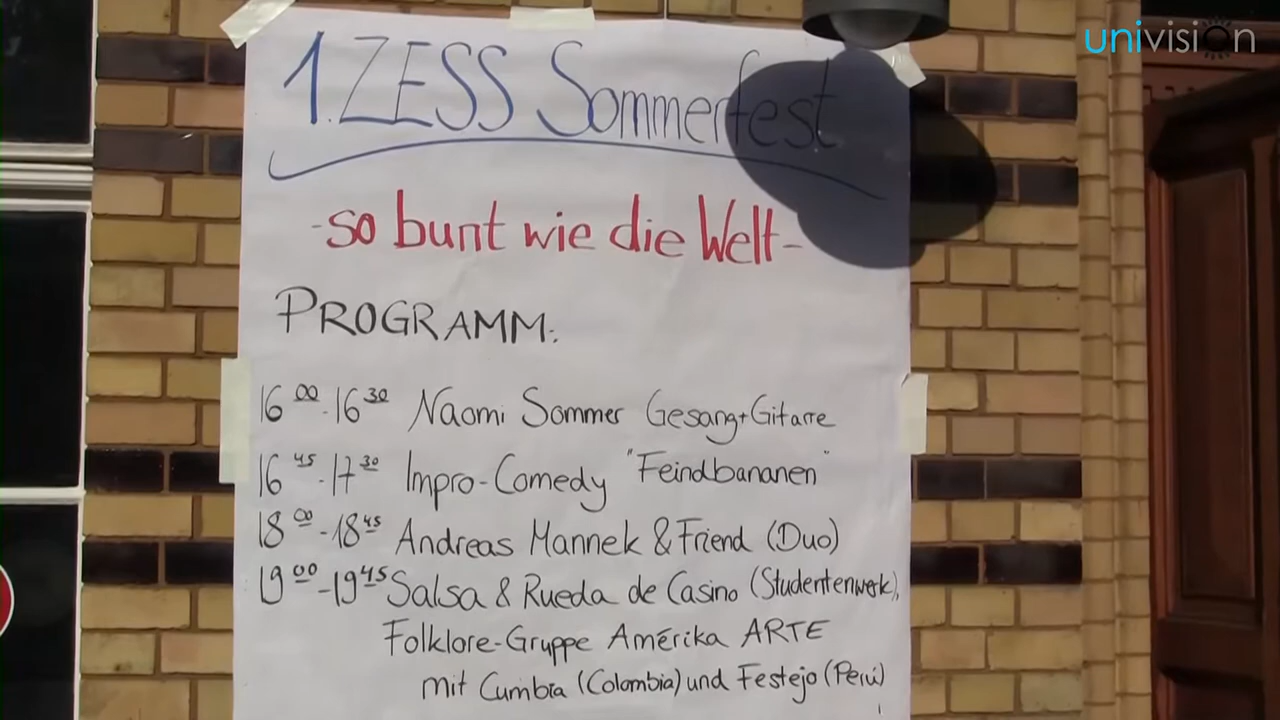 univision
1. ZESS Sommerfest
- so bunt wie die Welt -
PROGRAMM:
16 00 - 16 30 Naomi Sommer Gesang + Gitarre
16 45 - 17 30 Impro-Comedy "Feindbananen"
18 00 - 18 45 Andreas Mannek & Friend (Duo)
19 00 - 19 45 Salsa & Rueda de Casino (Studentenwerk),
Folklore-Gruppe Amérika ARTE
mit Cumbia (Colombia) und Festejo (Perú)